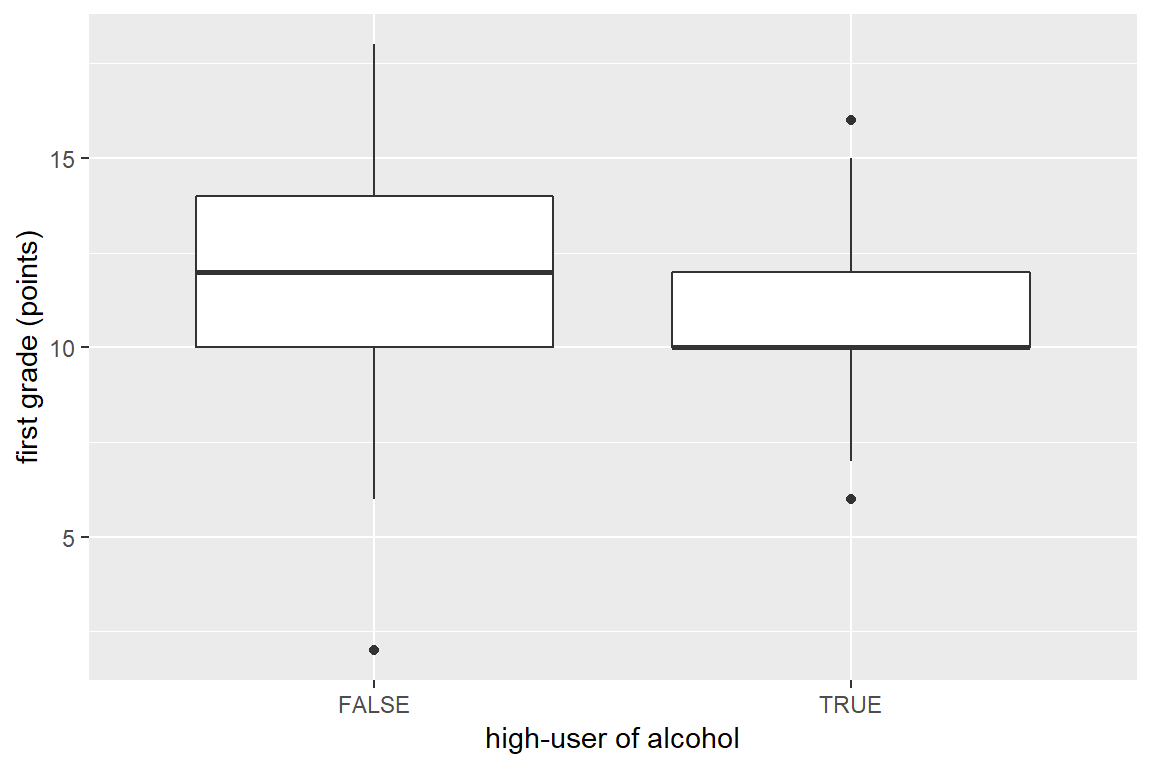 first grade (points)
15
10
5
FALSE
TRUE
high-user of alcohol